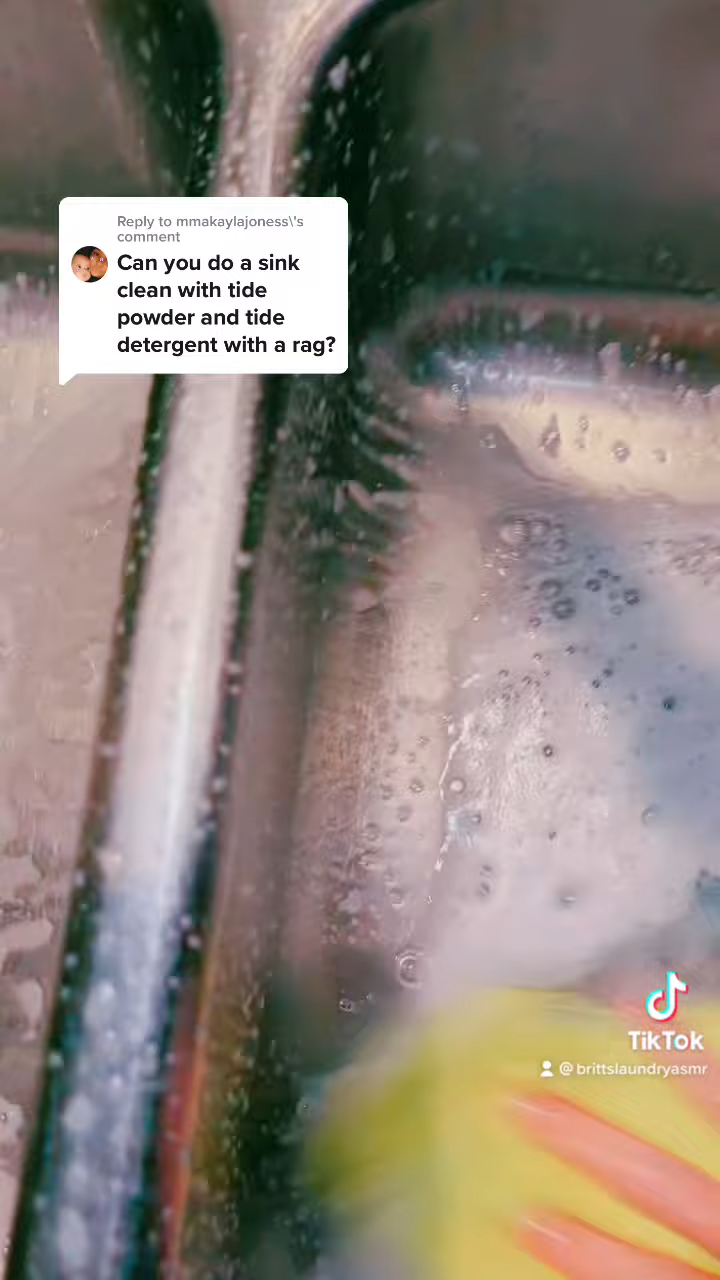 Reply to mmakaylajoness\'s
comment
Can you do a sink
clean with tide
powder and tide
detergent with a rag?
TikTok
@brittslaundryasmr